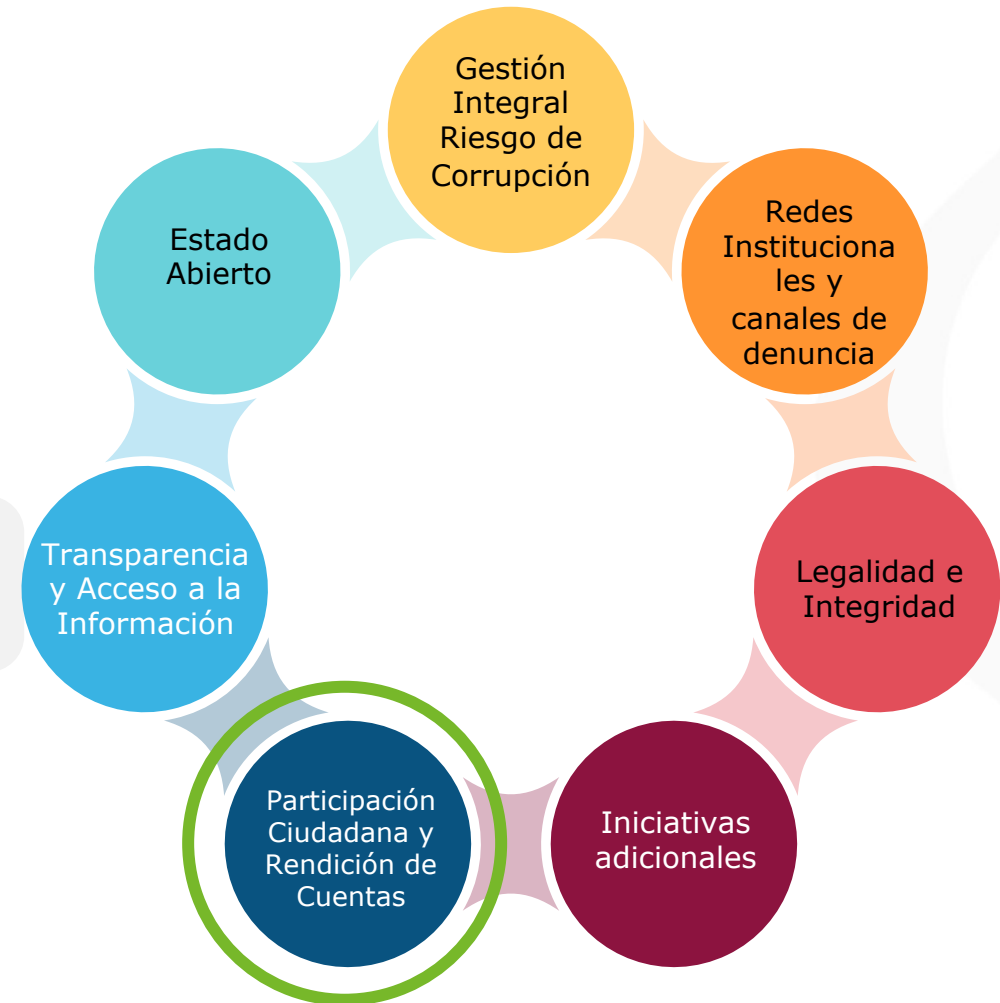 Gestión
Integral
Riesgo de
Corrupción
Redes
Instituciona
les y
canales de
denuncia
Legalidad e
Integridad
Iniciativas
adicionales
Participación
Ciudadana y
Rendición de
Cuentas
Transparencia
y Acceso a la
Información
Estado
Abierto